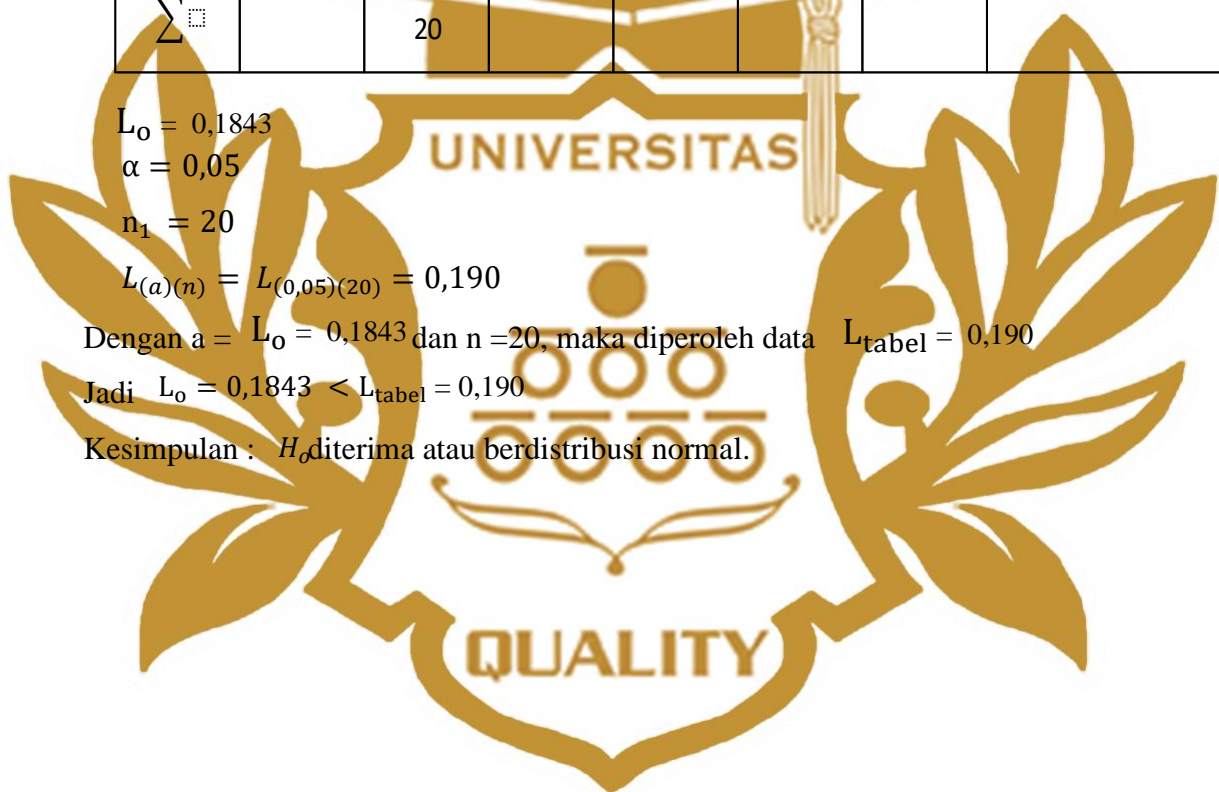 ∑ 20
UNIVERSITAS
L₀ = 0,1843
α = 0,05
n₁ = 20
L(a)(n) = L(0,05)(20) = 0,190
Dengan a = L₀ = 0,1843 dan n =20, maka diperoleh data L_tabel = 0,190
Jadi L₀ = 0,1843 < L_tabel = 0,190
Kesimpulan : H₀diterima atau berdistribusi normal.
QUALITY